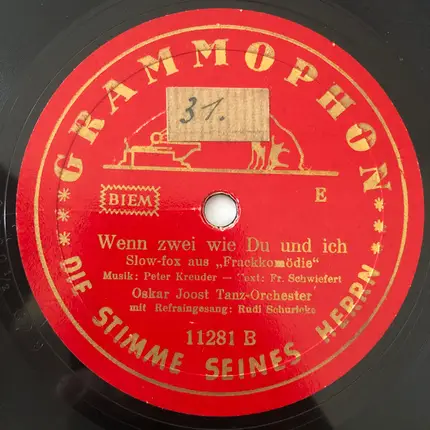 GRAMMOPHON
31.
BIEM
E
Wenn zwei wie Du und ich
Slow-fox aus „Frackkomödie“
Musik: Peter Kreuder — Text: Fr. Schwiefert
Oskar Joost Tanz-Orchester
mit Refraingesang: Rudi Schuricke
11281 B
DIE STIMME SEINES HERRN